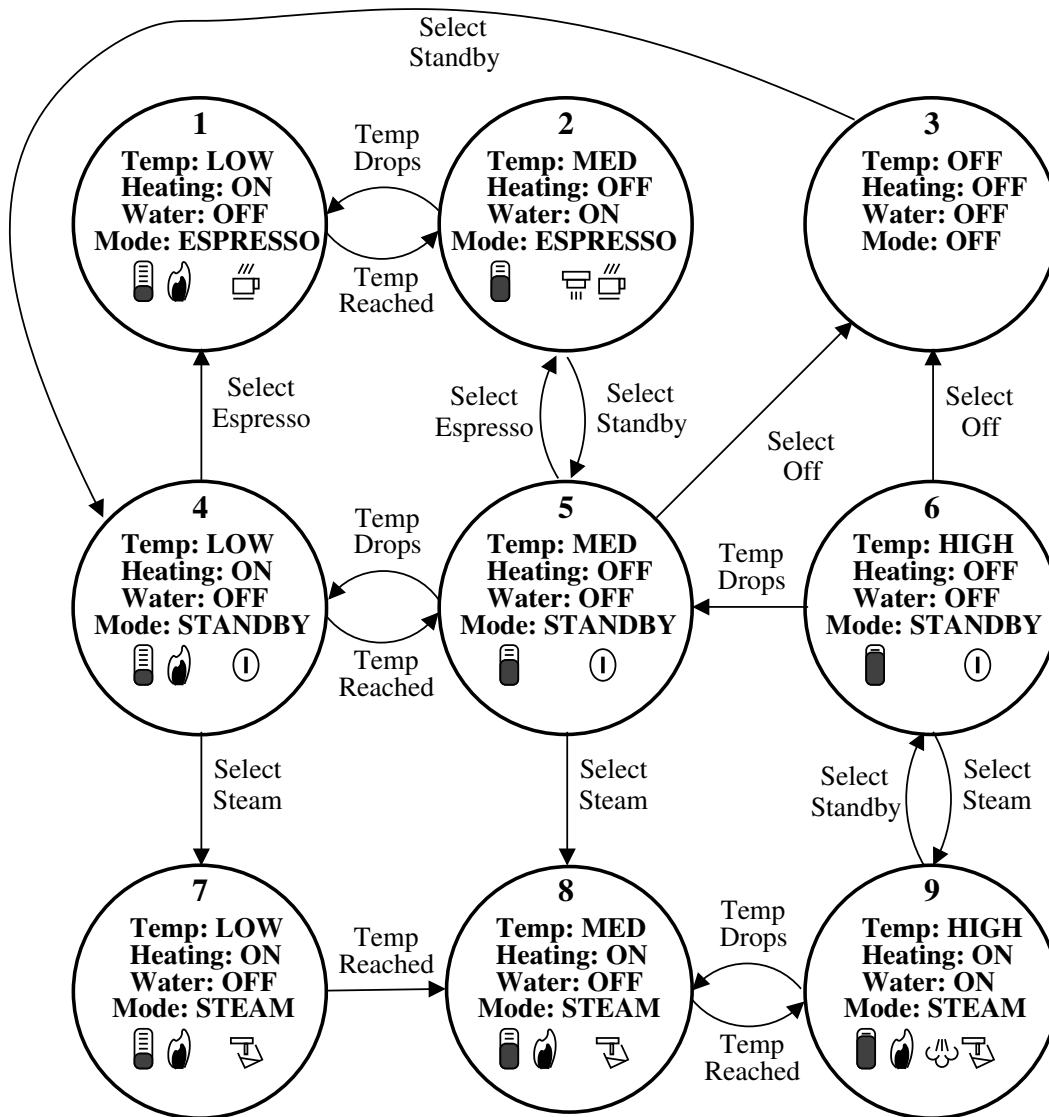 Select
Standby
1
Temp: LOW
Heating: ON
Water: OFF
Mode: ESPRESSO
Temp
Drops
Temp
Reached
2
Temp: MED
Heating: OFF
Water: ON
Mode: ESPRESSO
3
Temp: OFF
Heating: OFF
Water: OFF
Mode: OFF
Select
Espresso
Select
Espresso
Select
Standby
Select
Off
Select
Off
4
Temp: LOW
Heating: ON
Water: OFF
Mode: STANDBY
Temp
Drops
Temp
Reached
5
Temp: MED
Heating: OFF
Water: OFF
Mode: STANDBY
Temp
Drops
6
Temp: HIGH
Heating: OFF
Water: OFF
Mode: STANDBY
Select
Steam
Select
Steam
Select
Standby
Select
Steam
7
Temp: LOW
Heating: ON
Water: OFF
Mode: STEAM
Temp
Reached
8
Temp: MED
Heating: ON
Water: OFF
Mode: STEAM
Temp
Drops
Temp
Reached
9
Temp: HIGH
Heating: ON
Water: ON
Mode: STEAM